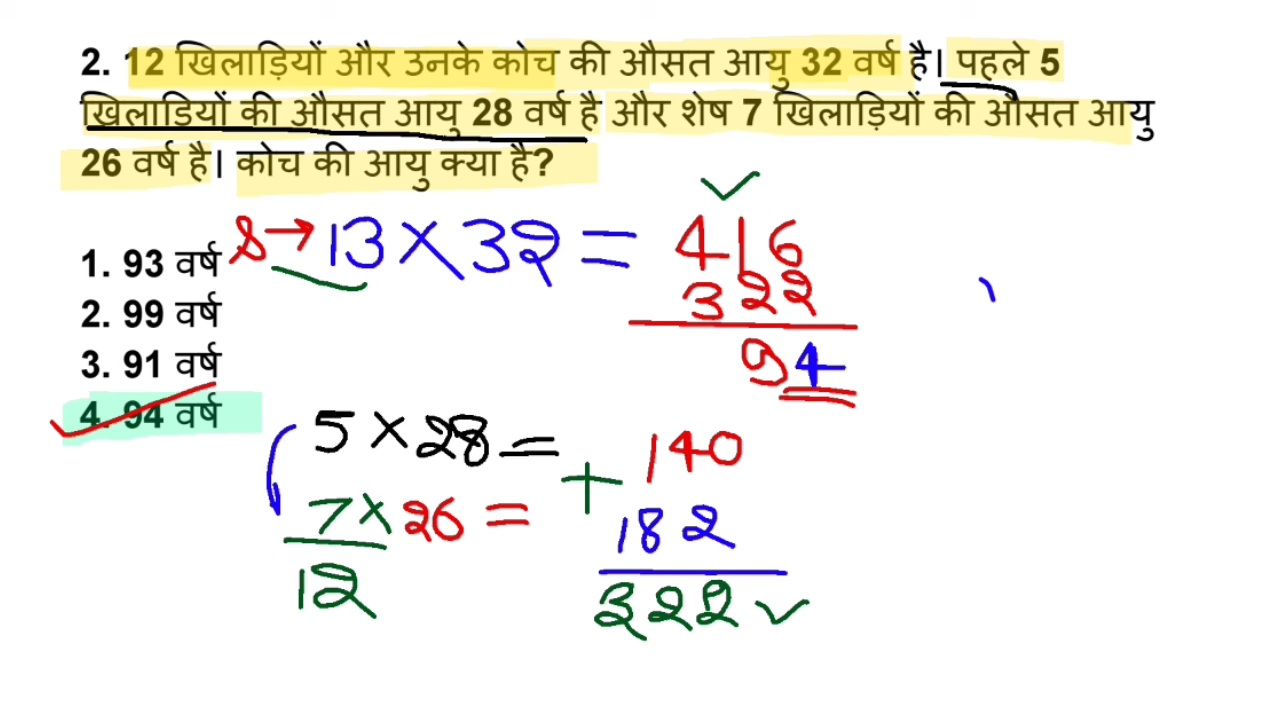 2. 12 खिलाड़ियों और उनके कोच की औसत आयु 32 वर्ष है। पहले 5
खिलाडियों की औसत आयु 28 वर्ष है और शेष 7 खिलाड़ियों की औसत आयु
26 वर्ष है। कोच की आयु क्या है?
S→13×32=416
322
94
1. 93 वर्ष
2. 99 वर्ष
3. 91 वर्ष
4. 94 वर्ष
5×28=140
7×26=+182
12 322